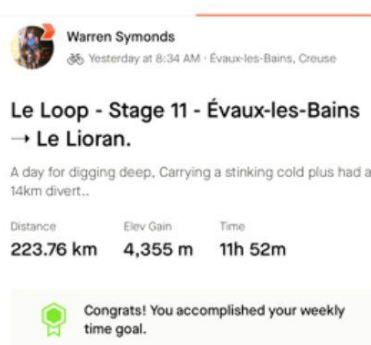 Warren Symonds
Yesterday at 8:34 AM · Évaux-les-Bains, Creuse
Le Loop - Stage 11 - Évaux-les-Bains
→ Le Lioran.
A day for digging deep, Carrying a stinking cold plus had a
14km divert..
Distance Elev Gain Time
223.76 km 4,355 m 11h 52m
Congrats! You accomplished your weekly
time goal.